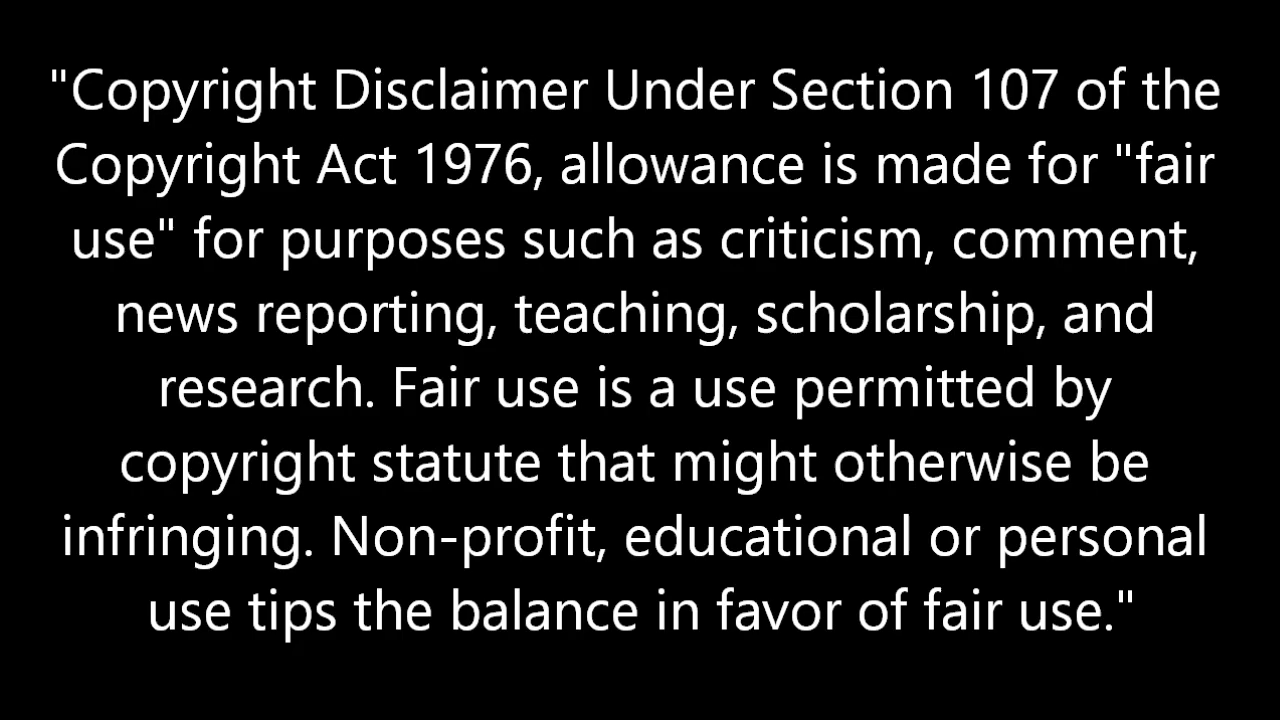 "Copyright Disclaimer Under Section 107 of the
Copyright Act 1976, allowance is made for "fair
use" for purposes such as criticism, comment,
news reporting, teaching, scholarship, and
research. Fair use is a use permitted by
copyright statute that might otherwise be
infringing. Non-profit, educational or personal
use tips the balance in favor of fair use."